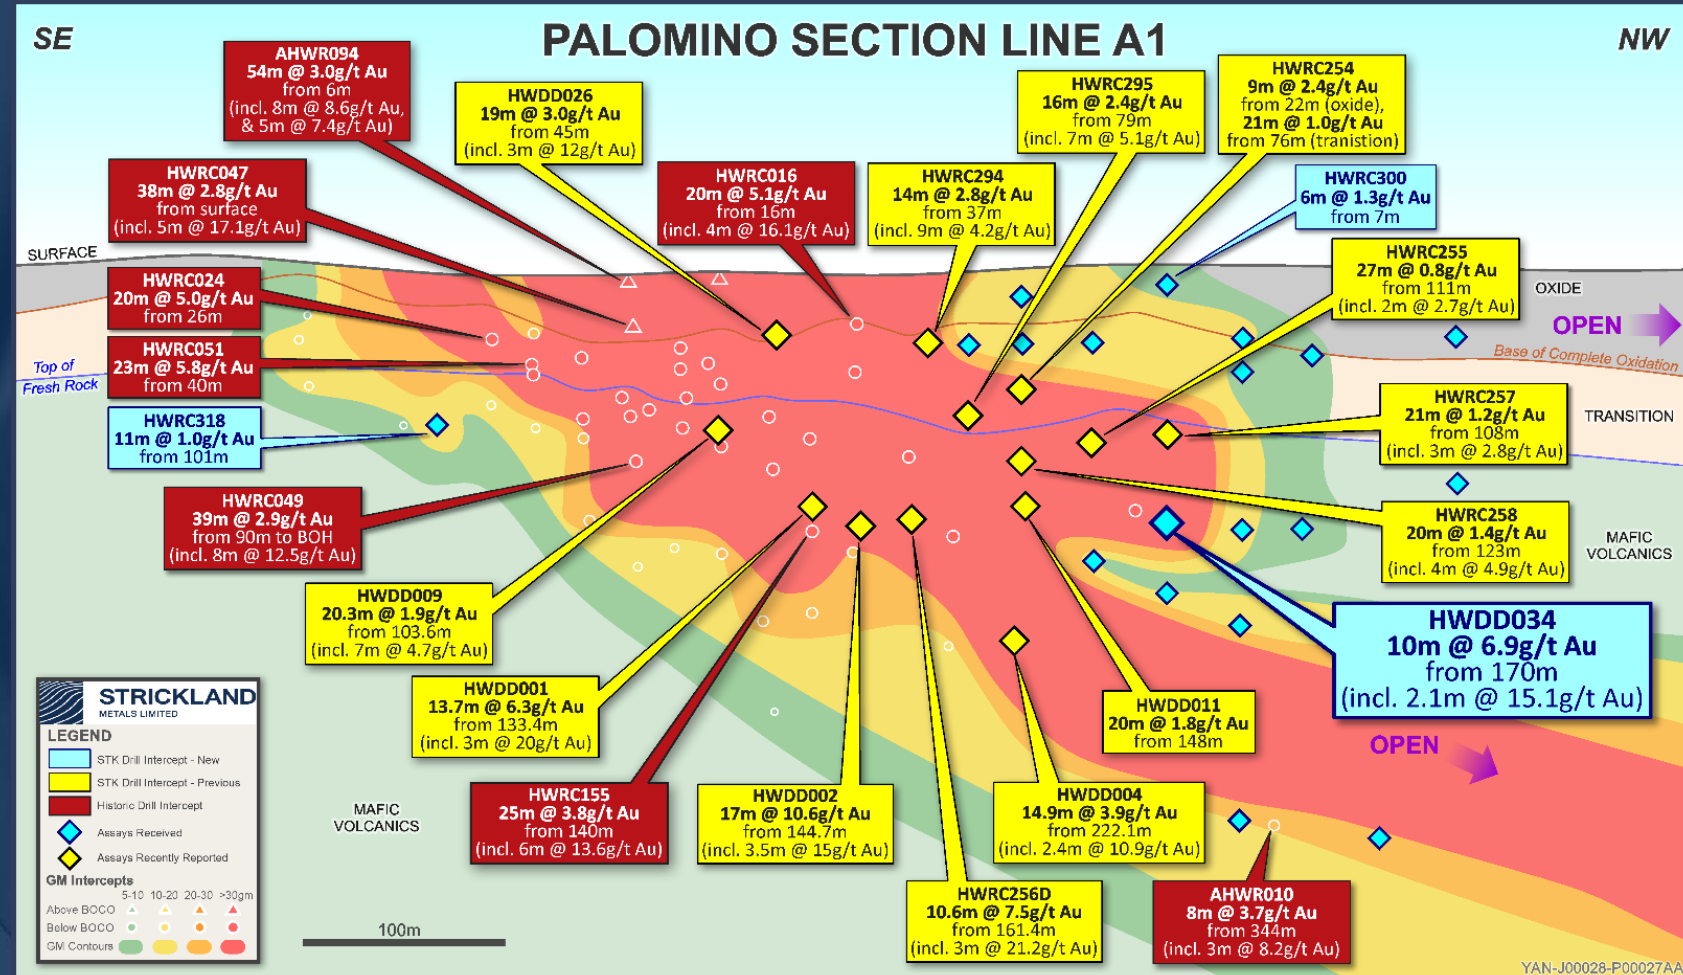 SE
PALOMINO SECTION LINE A1
NW
AHWR094
54m @ 3.0g/t Au
from 6m
(incl. 8m @ 8.6g/t Au,
& 5m @ 7.4g/t Au)
HWDD026
19m @ 3.0g/t Au
from 45m
(incl. 3m @ 12g/t Au)
HWRC295
16m @ 2.4g/t Au
from 79m
(incl. 7m @ 5.1g/t Au)
HWRC254
9m @ 2.4g/t Au
from 22m (oxide),
21m @ 1.0g/t Au
from 76m (transtion)
HWRC047
38m @ 2.8g/t Au
from surface
(incl. 5m @ 17.1g/t Au)
HWRC016
20m @ 5.1g/t Au
from 16m
(incl. 4m @ 16.1g/t Au)
HWRC294
14m @ 2.8g/t Au
from 37m
(incl. 9m @ 4.2g/t Au)
HWRC300
6m @ 1.3g/t Au
from 7m
SURFACE
HWRC255
27m @ 0.8g/t Au
from 111m
(incl. 2m @ 2.7g/t Au)
OXIDE
OPEN
HWRC024
20m @ 5.0g/t Au
from 26m
HWRC051
23m @ 5.8g/t Au
from 40m
Top of
Fresh Rock
Base of Complete Oxidation
HWRC318
11m @ 1.0g/t Au
from 101m
HWRC257
21m @ 1.2g/t Au
from 108m
(incl. 3m @ 2.8g/t Au)
TRANSITION
HWRC049
39m @ 2.9g/t Au
from 90m to BOH
(incl. 8m @ 12.5g/t Au)
HWRC258
20m @ 1.4g/t Au
from 123m
(incl. 4m @ 4.9g/t Au)
MAFIC
VOLCANICS
HWDD009
20.3m @ 1.9g/t Au
from 103.6m
(incl. 7m @ 4.7g/t Au)
HWDD034
10m @ 6.9g/t Au
from 170m
(incl. 2.1m @ 15.1g/t Au)
HWDD001
13.7m @ 6.3g/t Au
from 133.4m
(incl. 3m @ 20g/t Au)
HWDD011
20m @ 1.8g/t Au
from 148m
OPEN
HWRC155
25m @ 3.8g/t Au
from 140m
(incl. 6m @ 13.6g/t Au)
HWDD002
17m @ 10.6g/t Au
from 144.7m
(incl. 3.5m @ 15g/t Au)
HWDD004
14.9m @ 3.9g/t Au
from 222.1m
(incl. 2.4m @ 10.9g/t Au)
MAFIC
VOLCANICS
HWRC256D
10.6m @ 7.5g/t Au
from 161.4m
(incl. 3m @ 21.2g/t Au)
AHWR010
8m @ 3.7g/t Au
from 344m
(incl. 3m @ 8.2g/t Au)
STRICKLAND
METALS LIMITED
LEGEND
STK Drill Intercept - New
STK Drill Intercept - Previous
Historic Drill Intercept
Assays Received
Assays Recently Reported
GM Intercepts
5-10 10-20 20-30 >30gm
Above BOCO
Below BOCO
GM Contours
100m
YAN-J00028-P00027AA